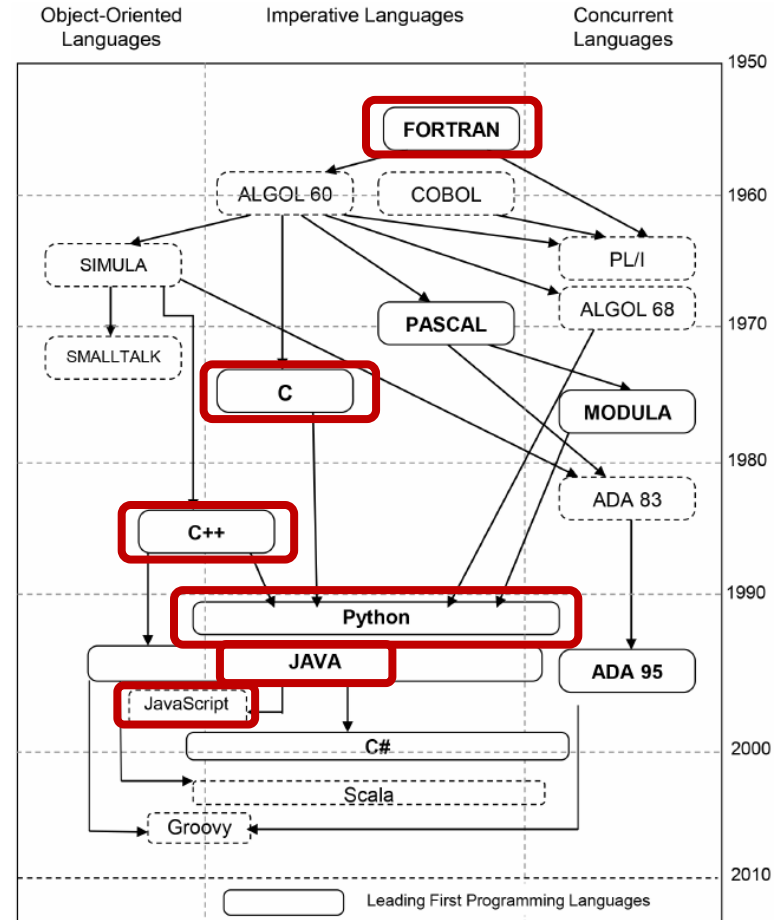 Object-Oriented
Languages
Imperative Languages
Concurrent
Languages
1950
FORTRAN
ALGOL 60
COBOL
1960
SIMULA
PL/I
ALGOL 68
PASCAL
1970
SMALLTALK
C
MODULA
1980
ADA 83
C++
1990
Python
JAVA
ADA 95
JavaScript
C#
2000
Scala
Groovy
2010
Leading First Programming Languages